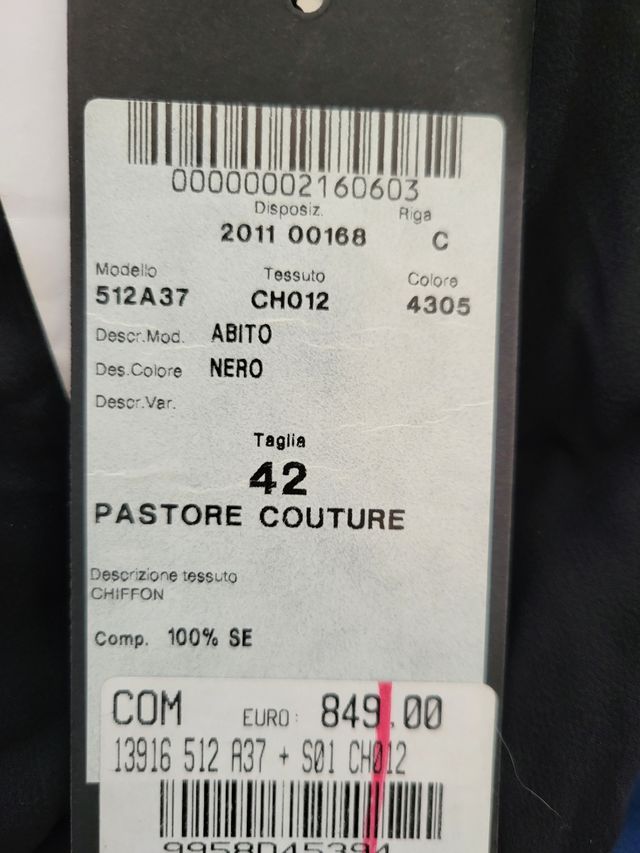 00000002160603
Disposiz. Riga
2011 00168 C
Modello Tessuto Colore
512A37 CH012 4305
Descr.Mod. ABITO
Des.Colore NERO
Descr.Var.
Taglia
42
PASTORE COUTURE
Descrizione tessuto
CHIFFON
Comp. 100% SE
COM EURO: 849.00
13916 512 A37 + S01 CH012
9958045394